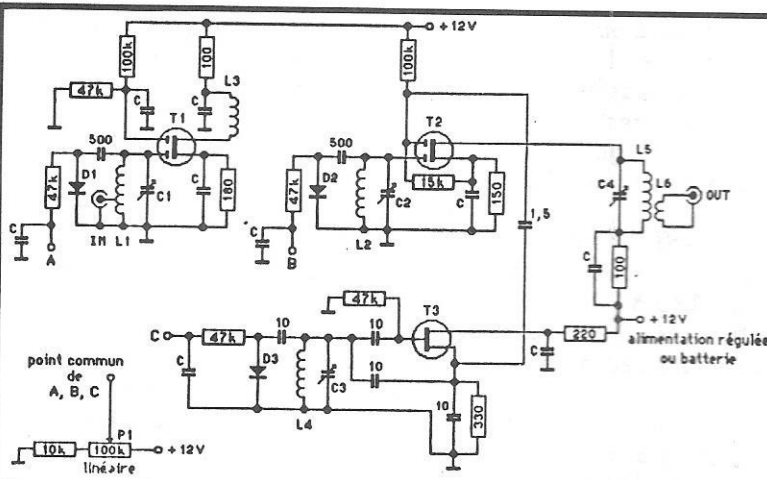 +12V
100k
100
L3
100k
47k
C
C
T1
T2
500
500
L5
47k
D1
C1
C
180
47k
D2
C2
15k
C
150
C4
L6
OUT
1,5
C
IN L1
A
C
B
L2
C
100
47k
T3
+12V
C
47k
10
10
220
alimentation régulée
ou batterie
point commun
de
A, B, C
C
D3
C3
10
C
L4
10
330
P1
10k
100k
+12V
linéaire